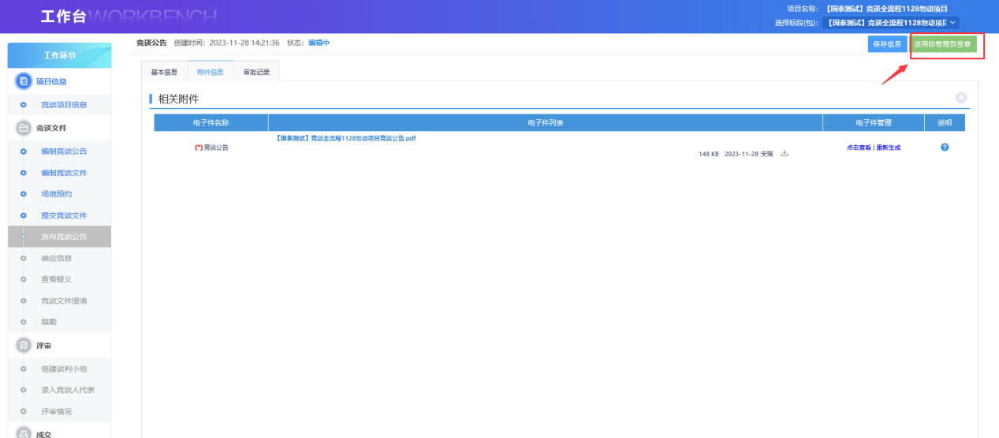 工作台WORKBENCH
项目名称： 【国泰测试】竞谈全流程1128勿动项目
选择标段(包): 【国泰测试】竞谈全流程1128勿动项目
竞谈公告 创建时间：2023-11-28 14:21:36 状态：编辑中
保存信息 送用印管理员签章
工作环节
项目信息
竞谈项目信息
竞谈文件
编制竞谈公告
编制竞谈文件
场地预约
提交竞谈文件
发布竞谈公告
响应信息
查看疑义
竞谈文件澄清
踏勘
评审
组建谈判小组
录入竞谈人代表
评审情况
成交
基本信息 附件信息 审批记录
相关附件
电子件名称 电子件列表 电子件管理 说明
(*)竞谈公告
【国泰测试】竞谈全流程1128勿动项目竞谈公告.pdf
148 KB 2023-11-28 宋瑛
点击查看 | 重新生成
?